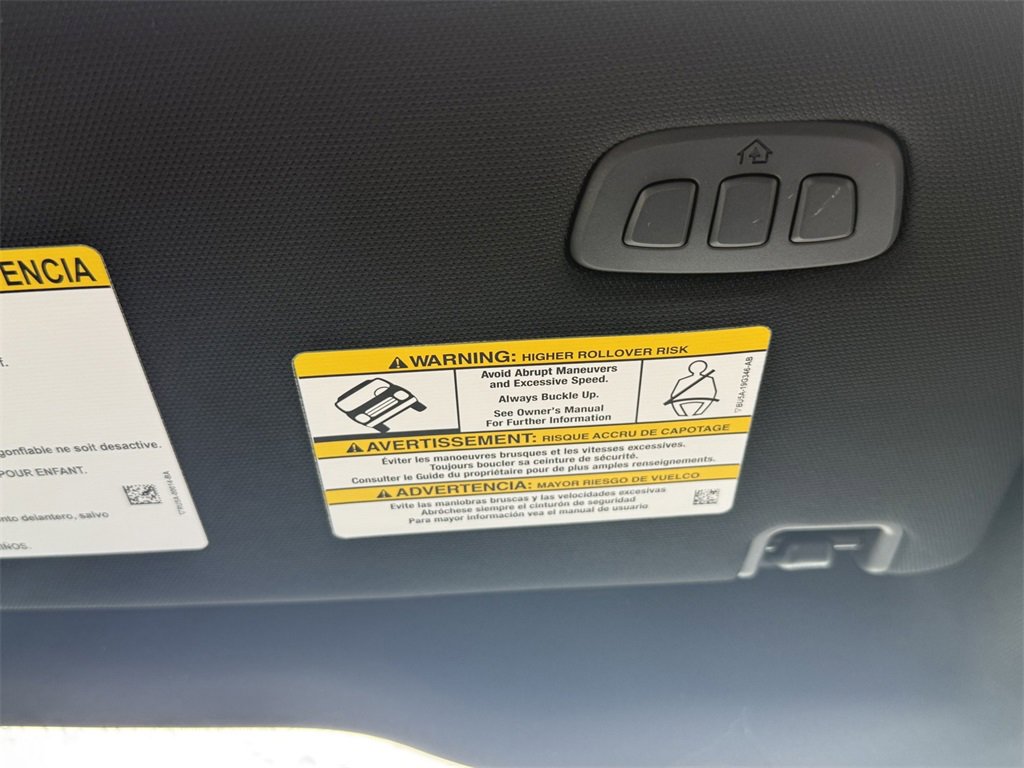 ENCIA
f.
gonflable ne soit desactive.
POUR ENFANT.
nto delantero, salvo
IÑOS.
WARNING: HIGHER ROLLOVER RISK
Avoid Abrupt Maneuvers
and Excessive Speed.
Always Buckle Up.
See Owner's Manual
For Further Information
BU5A-19G346-AB
AVERTISSEMENT: RISQUE ACCRU DE CAPOTAGE
Éviter les manoeuvres brusques et les vitesses excessives.
Toujours boucler sa ceinture de sécurité.
Consulter le Guide du propriétaire pour de plus amples renseignements.
ADVERTENCIA: MAYOR RIESGO DE VUELCO
Evite las maniobras bruscas y las velocidades excesivas
Abróchese siempre el cinturón de seguridad
Para mayor información vea el manual de usuario